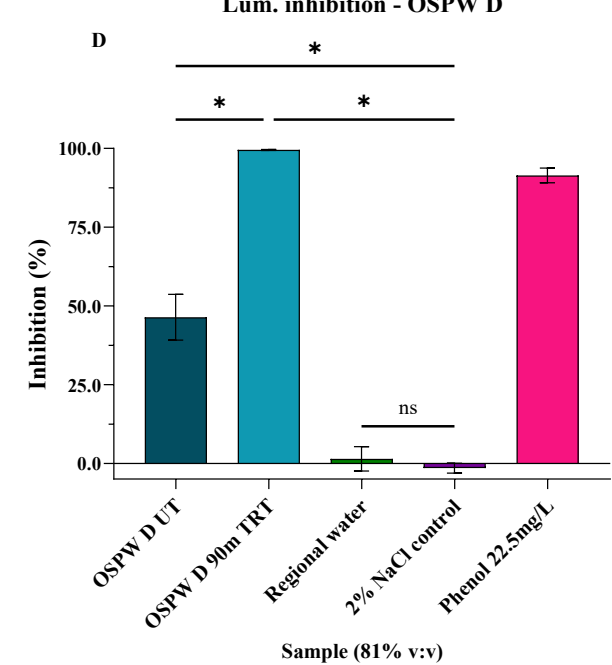 Lum. inhibition - OSPW D
D
*
* *
100.0
75.0
50.0
25.0
0.0
Inhibition (%)
ns
OSPW D UT
OSPW D 90m TRT
Regional water
2% NaCl control
Phenol 22.5mg/L
Sample (81% v:v)